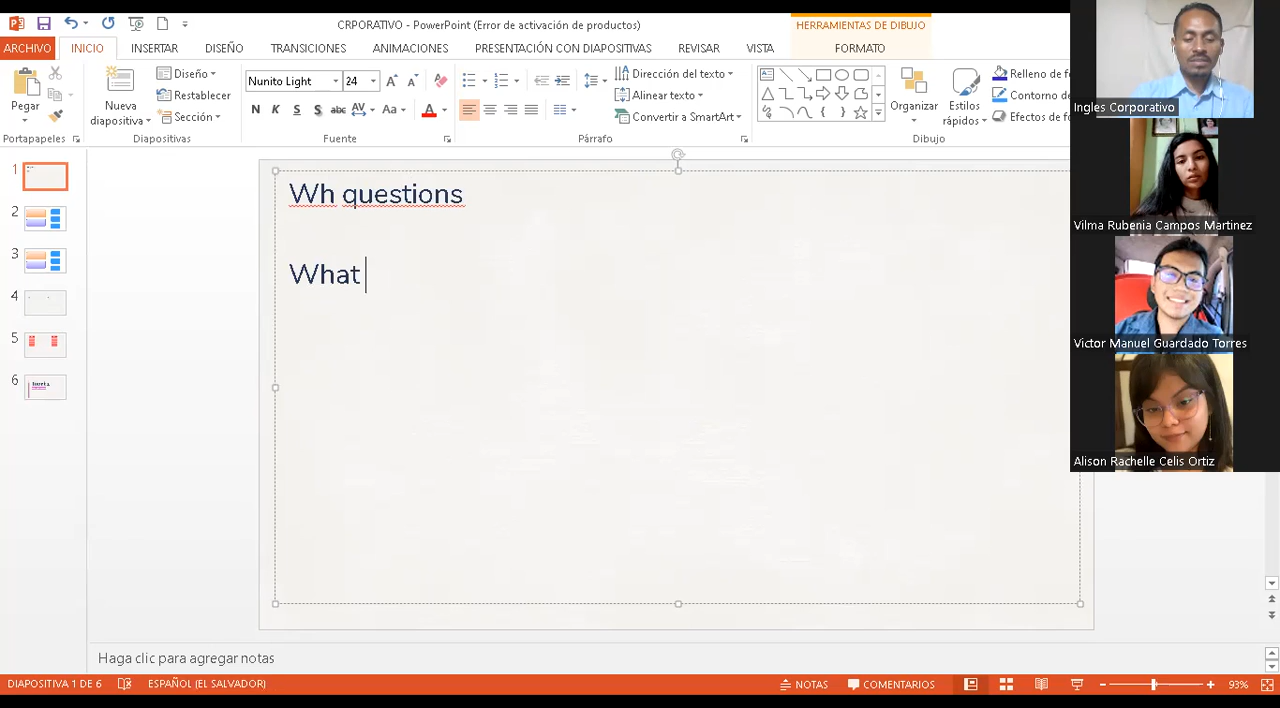 CRPORATIVO - PowerPoint (Error de activación de productos)
HERRAMIENTAS DE DIBUJO
ARCHIVO INICIO INSERTAR DISEÑO TRANSICIONES ANIMACIONES PRESENTACIÓN CON DIAPOSITIVAS REVISAR VISTA FORMATO
Pegar
Nueva diapositiva
Diseño
Restablecer
Sección
Nunito Light 24
N K S S abc AV Aa A
Dirección del texto
Alinear texto
Convertir a SmartArt
Organizar
Estilos rápidos
Relleno de f
Contorno de
Efectos de fo
Portapapeles Diapositivas Fuente Párrafo Dibujo
Ingles Corporativo
Vilma Rubenia Campos Martinez
Victor Manuel Guardado Torres
Alison Rachelle Celis Ortiz
1
2
3
4
5
6
Wh questions
What
Haga clic para agregar notas
DIAPOSITIVA 1 DE 6 ESPAÑOL (EL SALVADOR) NOTAS COMENTARIOS 93%